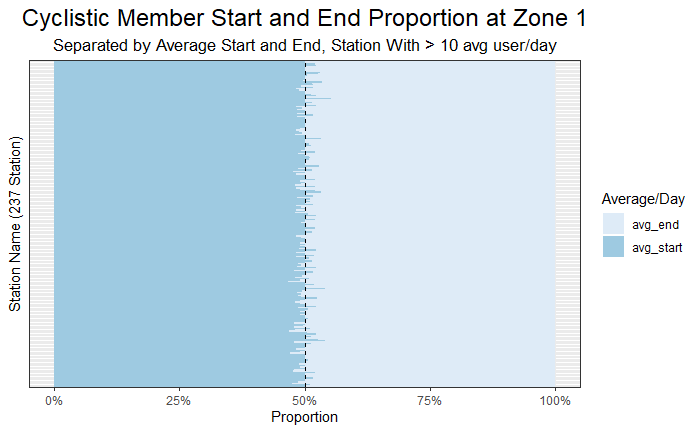 Cyclistic Member Start and End Proportion at Zone 1
Separated by Average Start and End, Station With > 10 avg user/day
Station Name (237 Station)
0%
25%
50%
75%
100%
Proportion
Average/Day
avg_end
avg_start